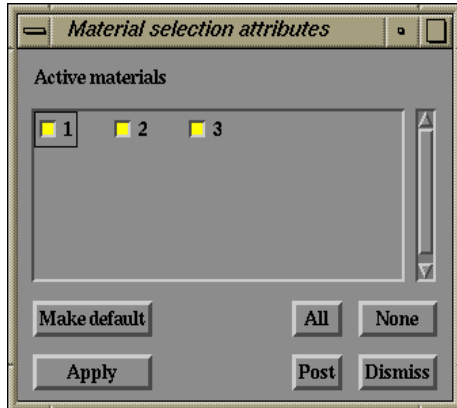 Material selection attributes
Active materials
1 2 3
Make default All None
Apply Post Dismiss